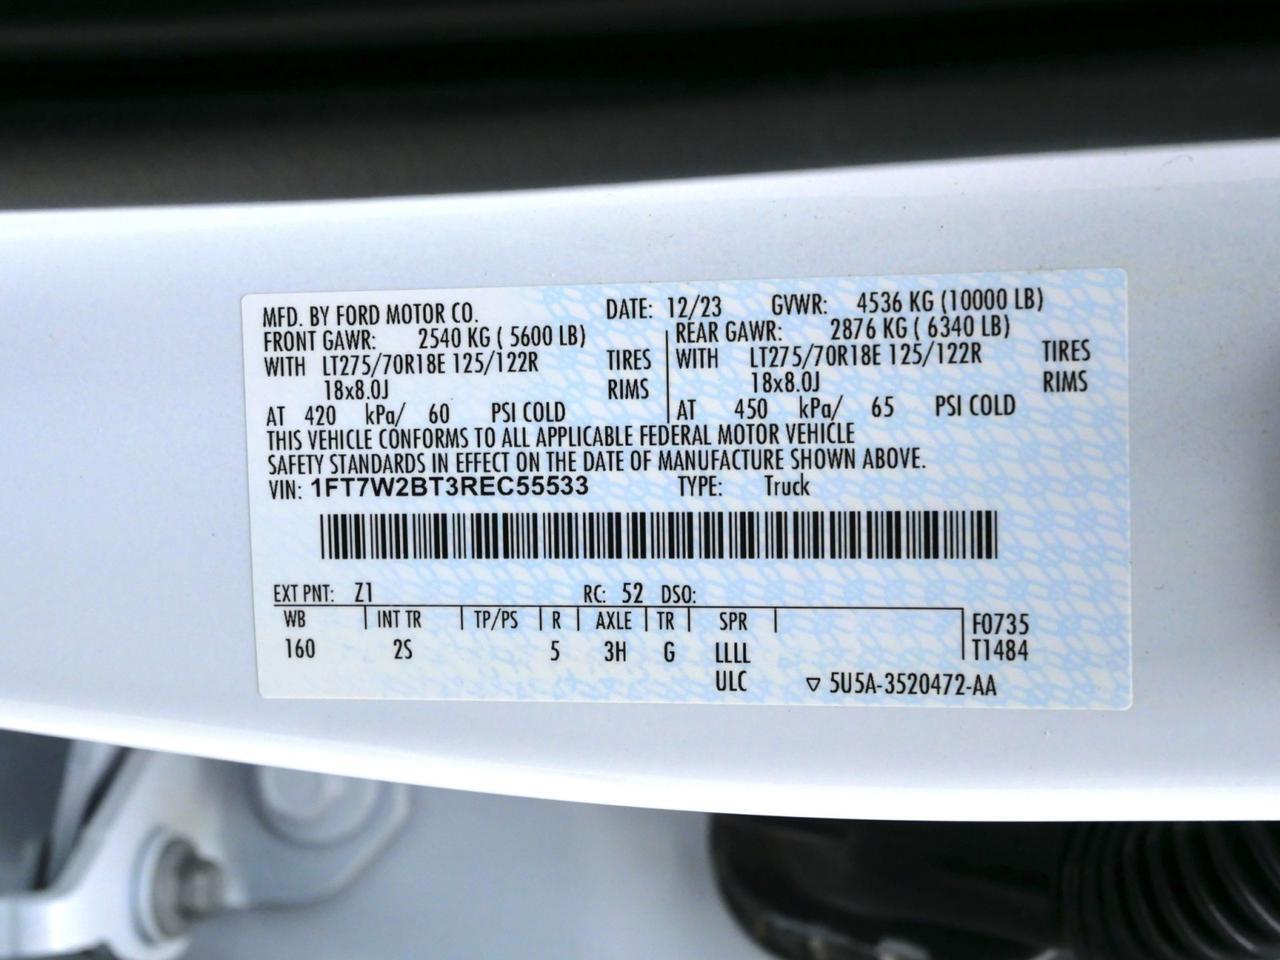 MFD. BY FORD MOTOR CO. DATE: 12/23 GVWR: 4536 KG (10000 LB)
FRONT GAWR: 2540 KG ( 5600 LB) REAR GAWR: 2876 KG ( 6340 LB)
WITH LT275/70R18E 125/122R TIRES WITH LT275/70R18E 125/122R TIRES
18x8.0J RIMS 18x8.0J RIMS
AT 420 kPa/ 60 PSI COLD AT 450 kPa/ 65 PSI COLD
THIS VEHICLE CONFORMS TO ALL APPLICABLE FEDERAL MOTOR VEHICLE
SAFETY STANDARDS IN EFFECT ON THE DATE OF MANUFACTURE SHOWN ABOVE.
VIN: 1FT7W2BT3REC55533 TYPE: Truck
EXT PNT: Z1 RC: 52 DSO:
WB INT TR TP/PS R AXLE TR SPR F0735
160 2S 5 3H G LLLL T1484
ULC ▽ 5U5A-3520472-AA